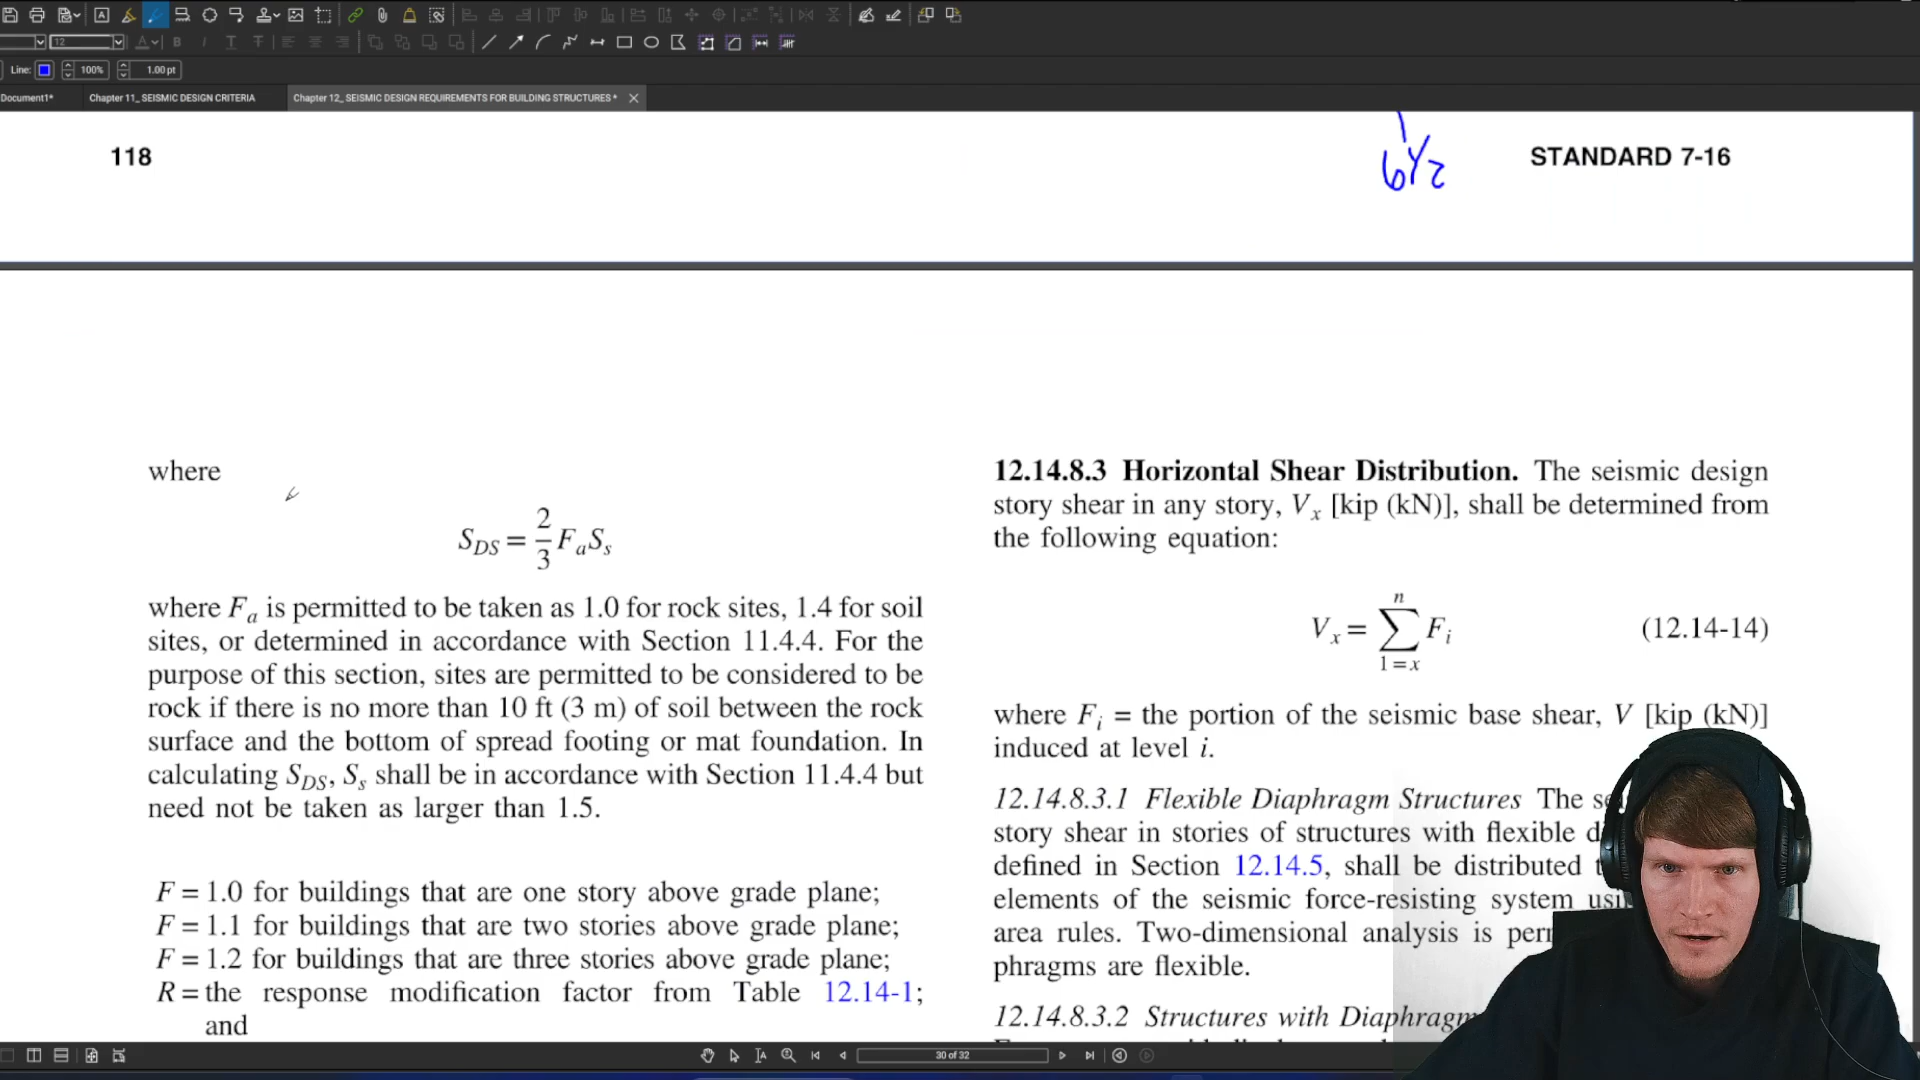 12
Line: 100% 1.00 pt
Document1* Chapter 11_ SEISMIC DESIGN CRITERIA Chapter 12_ SEISMIC DESIGN REQUIREMENTS FOR BUILDING STRUCTURES *
118
6 1/2
STANDARD 7-16
where
S_DS = 2/3 F_a S_s
where F_a is permitted to be taken as 1.0 for rock sites, 1.4 for soil
sites, or determined in accordance with Section 11.4.4. For the
purpose of this section, sites are permitted to be considered to be
rock if there is no more than 10 ft (3 m) of soil between the rock
surface and the bottom of spread footing or mat foundation. In
calculating S_DS, S_s shall be in accordance with Section 11.4.4 but
need not be taken as larger than 1.5.
F = 1.0 for buildings that are one story above grade plane;
F = 1.1 for buildings that are two stories above grade plane;
F = 1.2 for buildings that are three stories above grade plane;
R = the response modification factor from Table 12.14-1;
and
12.14.8.3 Horizontal Shear Distribution. The seismic design
story shear in any story, V_x [kip (kN)], shall be determined from
the following equation:
n
V_x = ∑ F_i (12.14-14)
1=x
where F_i = the portion of the seismic base shear, V [kip (kN)]
induced at level i.
12.14.8.3.1 Flexible Diaphragm Structures The
story shear in stories of structures with flexible
defined in Section 12.14.5, shall be distributed
elements of the seismic force-resisting system
area rules. Two-dimensional analysis is
phragms are flexible.
12.14.8.3.2 Structures with
30 of 32